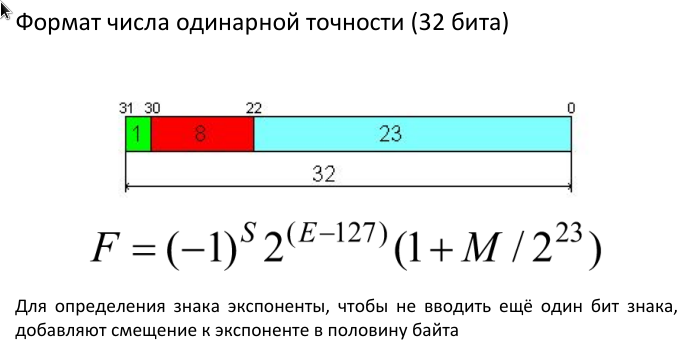 Формат числа одинарной точности (32 бита)
31 30 22 0
1 8 23
32
F = (−1)^S 2^(E−127) (1 + M / 2^23)
Для определения знака экспоненты, чтобы не вводить ещё один бит знака,
добавляют смещение к экспоненте в половину байта